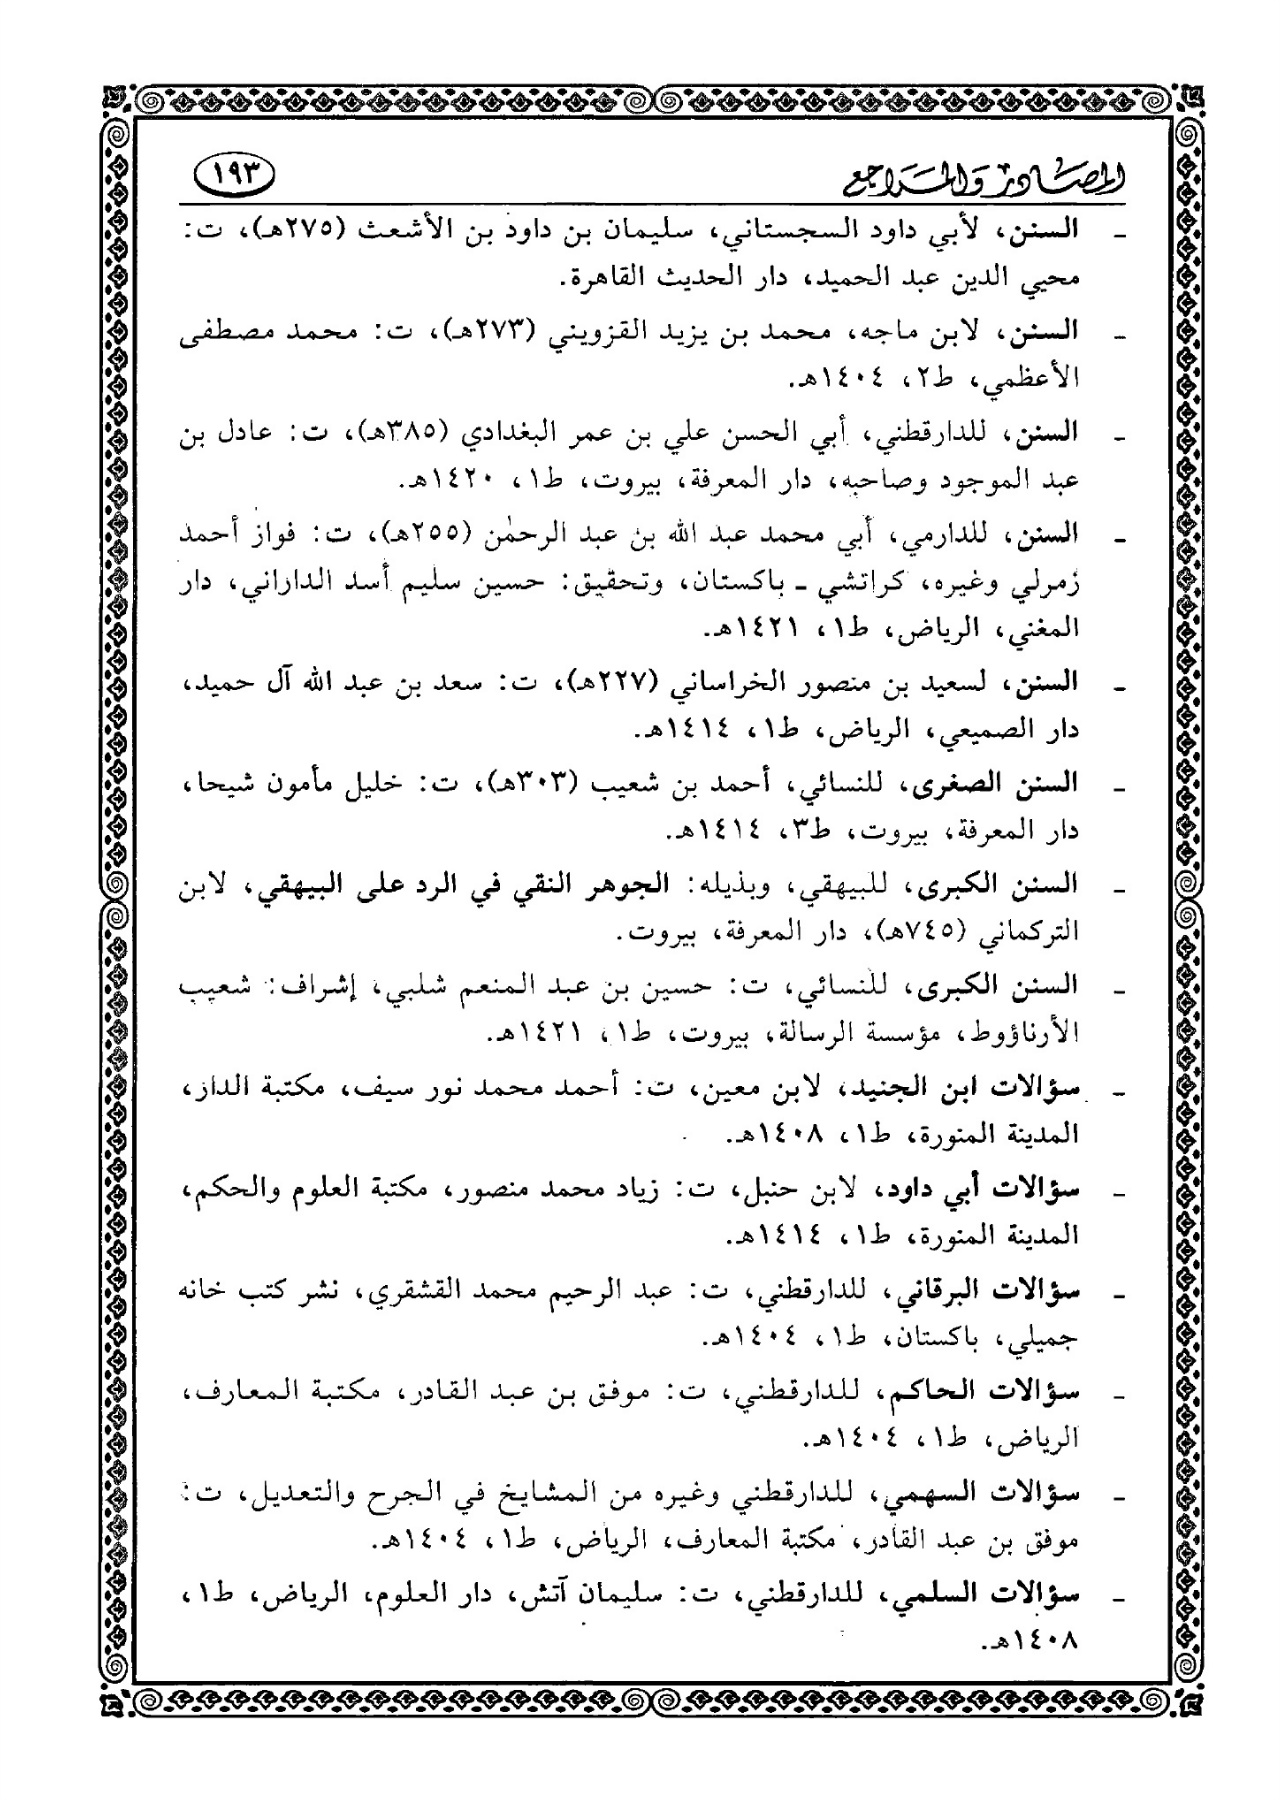 المصادر والمراجع
١٩٣
- السنن، لأبي داود السجستاني، سليمان بن داود بن الأشعث (٢٧٥هـ)، ت:
محيي الدين عبد الحميد، دار الحديث القاهرة.
- السنن، لابن ماجه، محمد بن يزيد القزويني (٢٧٣هـ)، ت: محمد مصطفى
الأعظمي، ط٢، ١٤٠٤هـ.
- السنن، للدارقطني، أبي الحسن علي بن عمر البغدادي (٣٨٥هـ)، ت: عادل بن
عبد الموجود وصاحبه، دار المعرفة، بيروت، ط١، ١٤٢٠هـ.
- السنن، للدارمي، أبي محمد عبد الله بن عبد الرحمٰن (٢٥٥هـ)، ت: فواز أحمد
زمرلي وغيره، كراتشي - باكستان، وتحقيق: حسين سليم أسد الداراني، دار
المغني، الرياض، ط١، ١٤٢١هـ.
- السنن، لسعيد بن منصور الخراساني (٢٢٧هـ)، ت: سعد بن عبد الله آل حميد،
دار الصميعي، الرياض، ط١، ١٤١٤هـ.
- السنن الصغرى، للنسائي، أحمد بن شعيب (٣٠٣هـ)، ت: خليل مأمون شيحا،
دار المعرفة، بيروت، ط٣، ١٤١٤هـ.
- السنن الكبرى، للبيهقي، وبذيله: الجوهر النقي في الرد على البيهقي، لابن
التركماني (٧٤٥هـ)، دار المعرفة، بيروت.
- السنن الكبرى، للنسائي، ت: حسين بن عبد المنعم شلبي، إشراف: شعيب
الأرناؤوط، مؤسسة الرسالة، بيروت، ط١، ١٤٢١هـ.
- سؤالات ابن الجنيد، لابن معين، ت: أحمد محمد نور سيف، مكتبة الدار،
المدينة المنورة، ط١، ١٤٠٨هـ.
- سؤالات أبي داود، لابن حنبل، ت: زياد محمد منصور، مكتبة العلوم والحكم،
المدينة المنورة، ط١، ١٤١٤هـ.
- سؤالات البرقاني، للدارقطني، ت: عبد الرحيم محمد القشقري، نشر كتب خانه
جميلي، باكستان، ط١، ١٤٠٤هـ.
- سؤالات الحاكم، للدارقطني، ت: موفق بن عبد القادر، مكتبة المعارف،
الرياض، ط١، ١٤٠٤هـ.
- سؤالات السهمي، للدارقطني وغيره من المشايخ في الجرح والتعديل، ت:
موفق بن عبد القادر، مكتبة المعارف، الرياض، ط١، ١٤٠٤هـ.
- سؤالات السلمي، للدارقطني، ت: سليمان آتش، دار العلوم، الرياض، ط١،
١٤٠٨هـ.